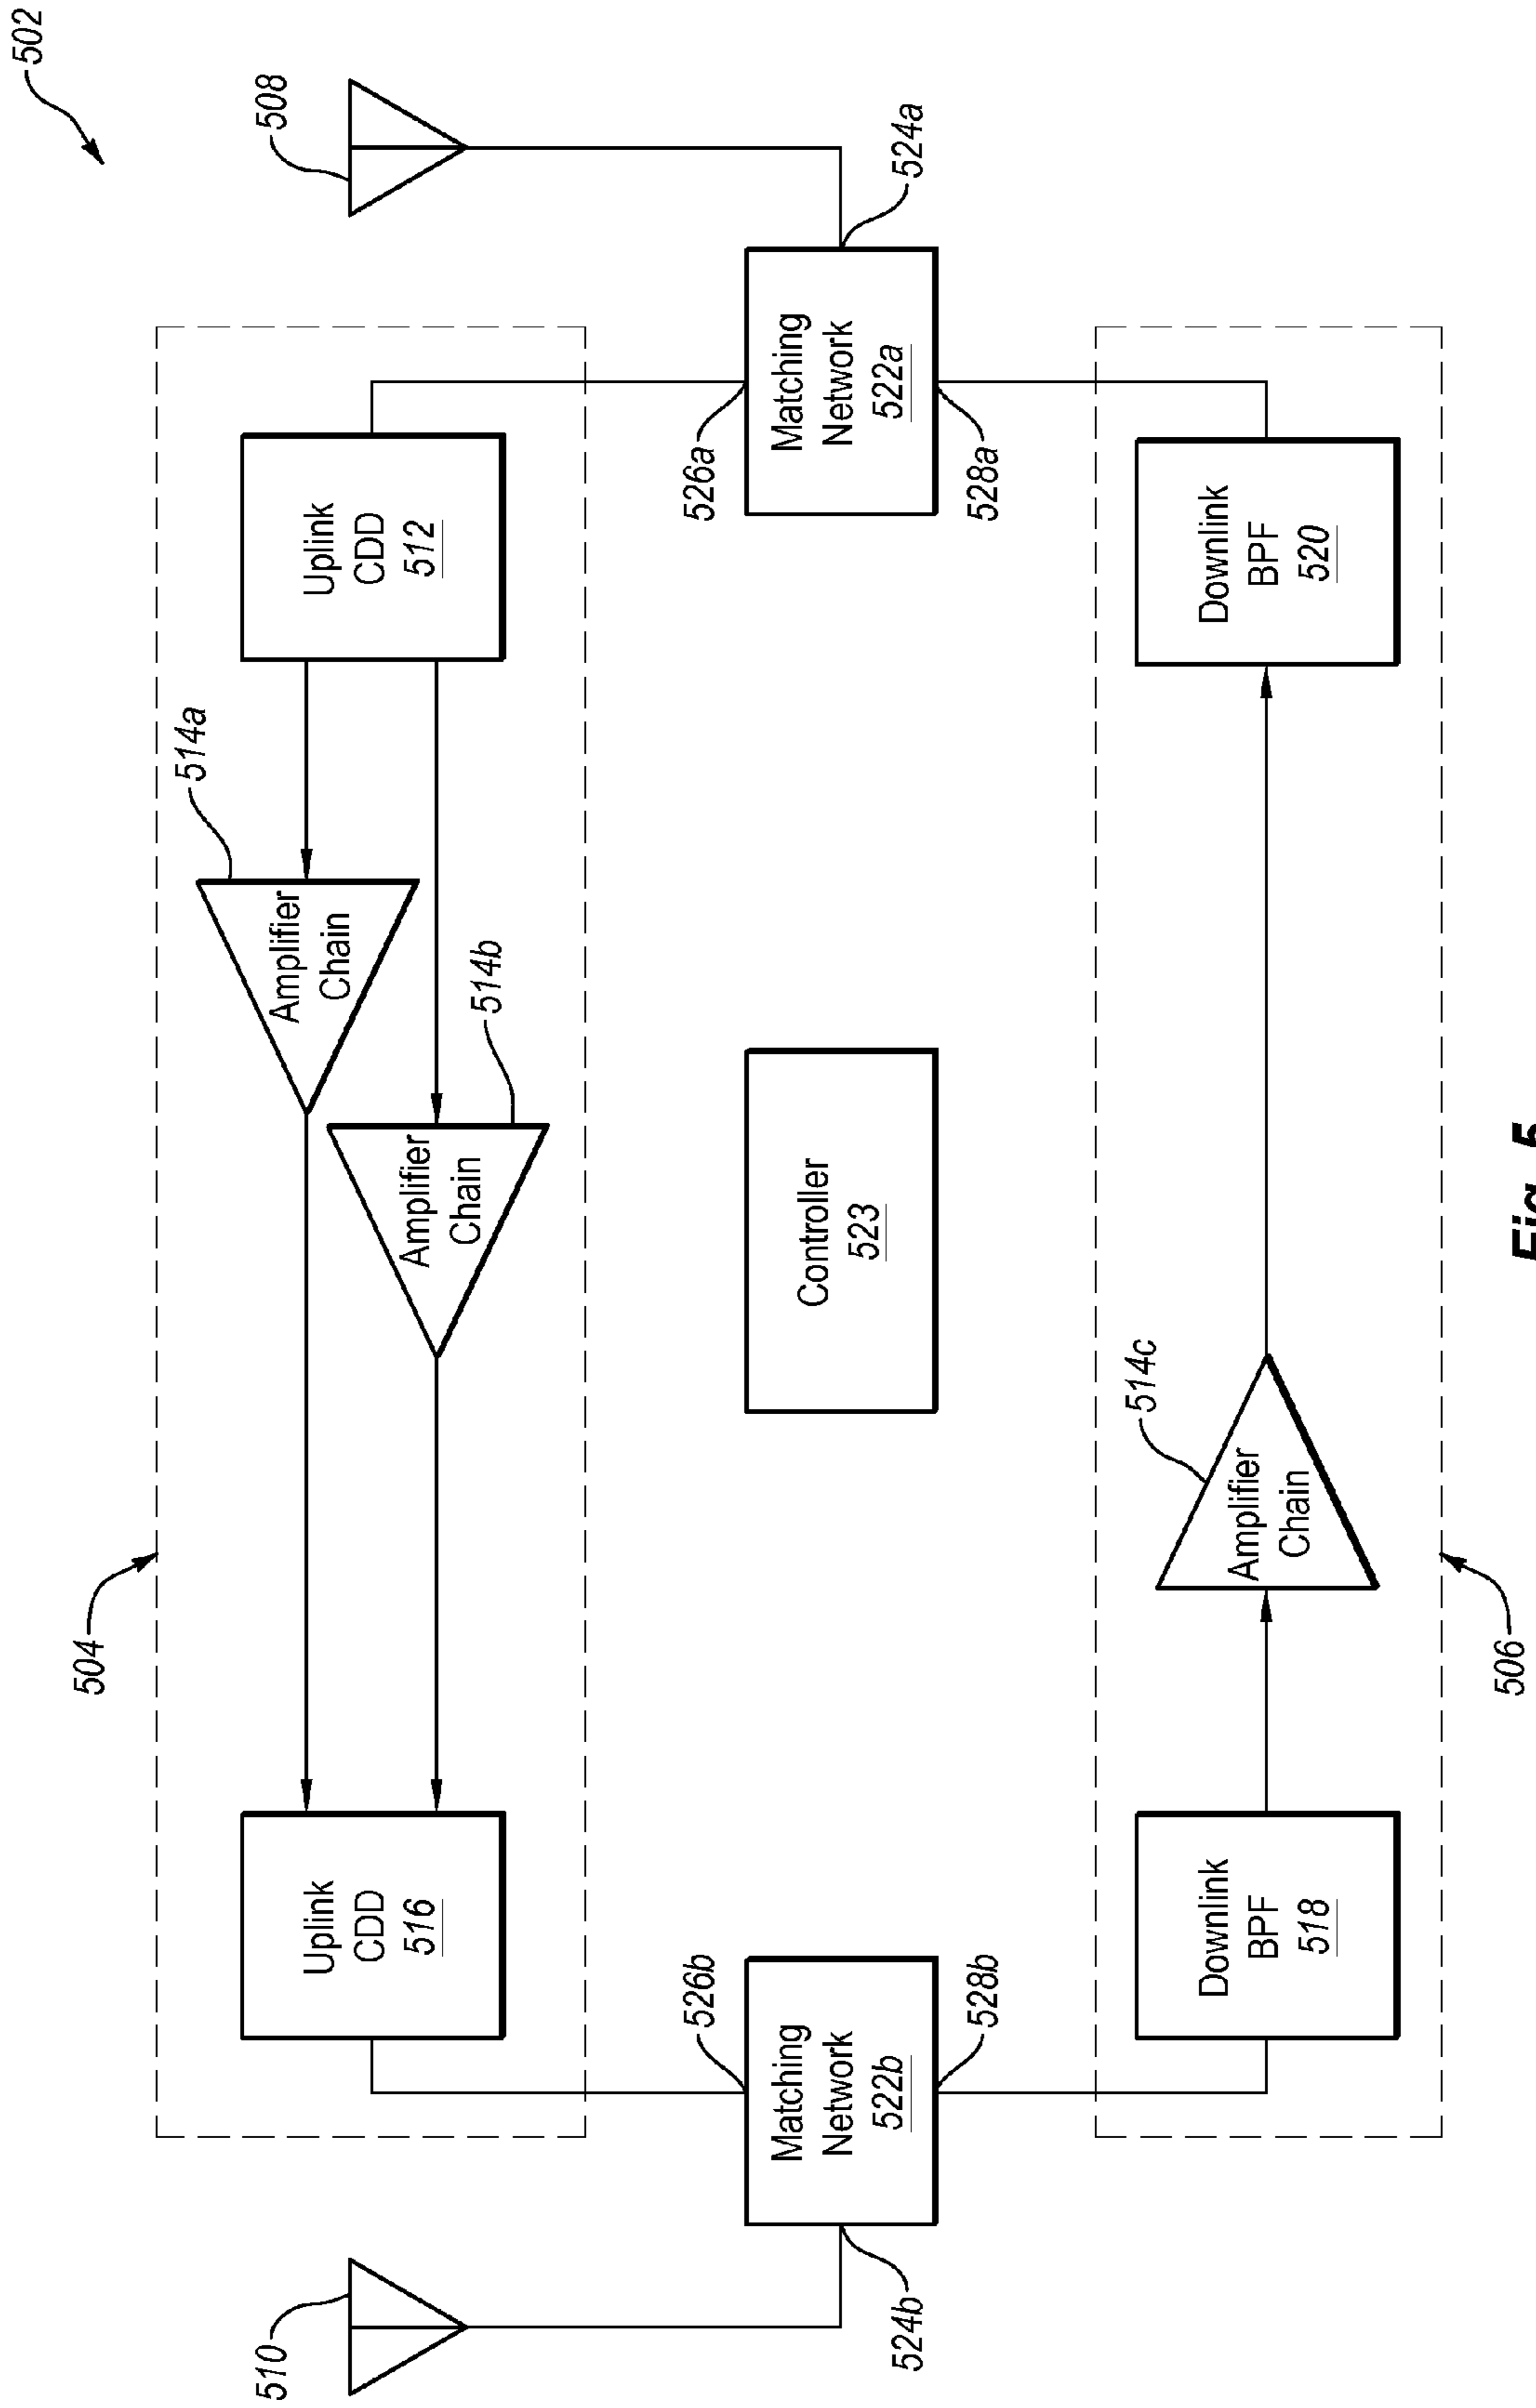 502
504
514a
508
510
Uplink
CDD
516
Amplifier
Chain
Amplifier
Chain
514b
Uplink
CDD
512
526b
526a
Matching
Network
522b
Controller
523
Matching
Network
522a
524b
524a
528b
528a
514c
Downlink
BPF
518
Amplifier
Chain
Downlink
BPF
520
506
Fig. 5